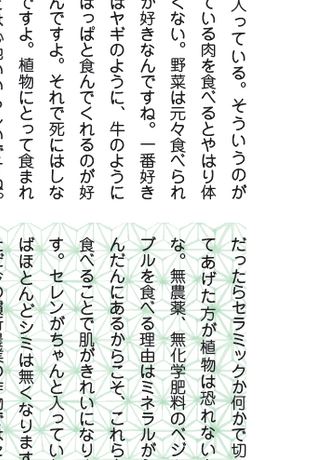 入っている。そういうのが
ている肉を食べるとやはり体
くない。野菜は元々食べられ
が好きなんですね。一番好き
はヤギのように、牛のように
はっぱと食んでくれるのが好
んですよ。それで死にはしな
ですよ。植物にとって食まれ
だったらセラミックか何かで切
てあげた方が植物は恐れない
な。無農薬、無化学肥料のベジ
ブルを食べる理由はミネラルが
んだんにあるからこそ、これら
食べることで肌がきれいになり
す。セレンがちゃんと入ってい
ばほとんどシミは無くなります